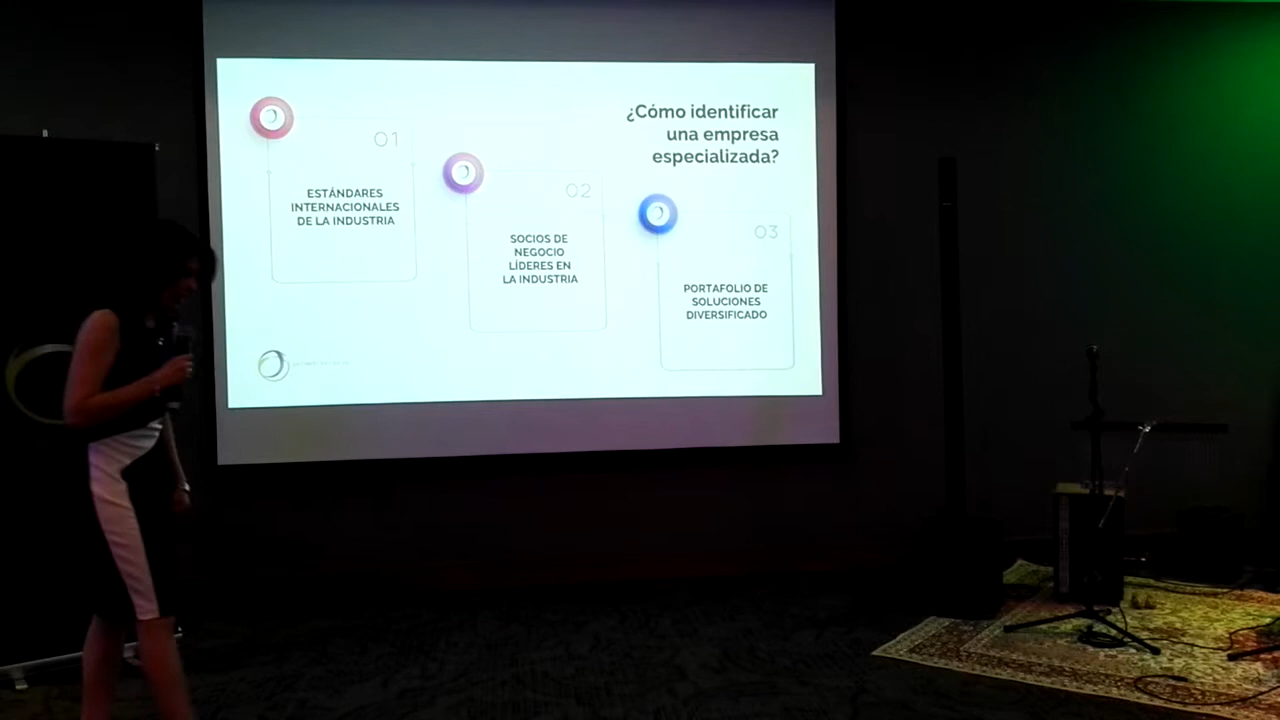 ¿Cómo identificar
una empresa
especializada?
01
ESTÁNDARES
INTERNACIONALES
DE LA INDUSTRIA
02
SOCIOS DE
NEGOCIO
LÍDERES EN
LA INDUSTRIA
03
PORTAFOLIO DE
SOLUCIONES
DIVERSIFICADO